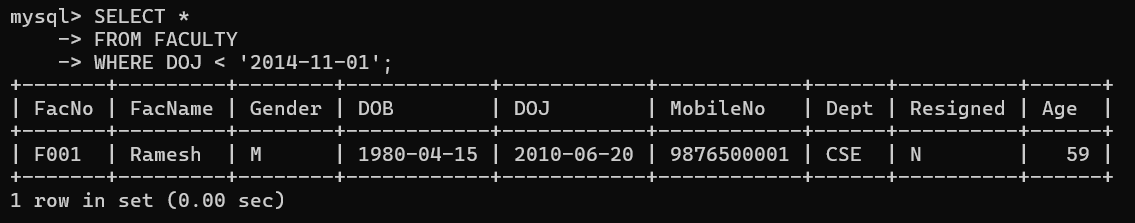 mysql> SELECT *
    -> FROM FACULTY
    -> WHERE DOJ < '2014-11-01';
+-------+---------+--------+------------+------------+------------+------+----------+------+
| FacNo | FacName | Gender | DOB        | DOJ        | MobileNo   | Dept | Resigned | Age  |
+-------+---------+--------+------------+------------+------------+------+----------+------+
| F001  | Ramesh  | M      | 1980-04-15 | 2010-06-20 | 9876500001 | CSE  | N        |   59 |
+-------+---------+--------+------------+------------+------------+------+----------+------+
1 row in set (0.00 sec)